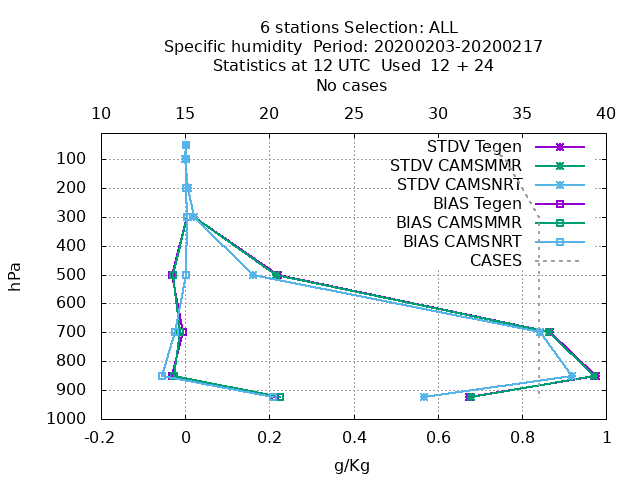 6 stations Selection: ALL
Specific humidity  Period: 20200203-20200217
Statistics at 12 UTC  Used  12 + 24
No cases
10 15 20 25 30 35 40
STDV Tegen
STDV CAMSMMR
STDV CAMSNRT
BIAS Tegen
BIAS CAMSMMR
BIAS CAMSNRT
CASES
100
200
300
400
500
600
700
800
900
1000
hPa
-0.2 0 0.2 0.4 0.6 0.8 1
g/Kg